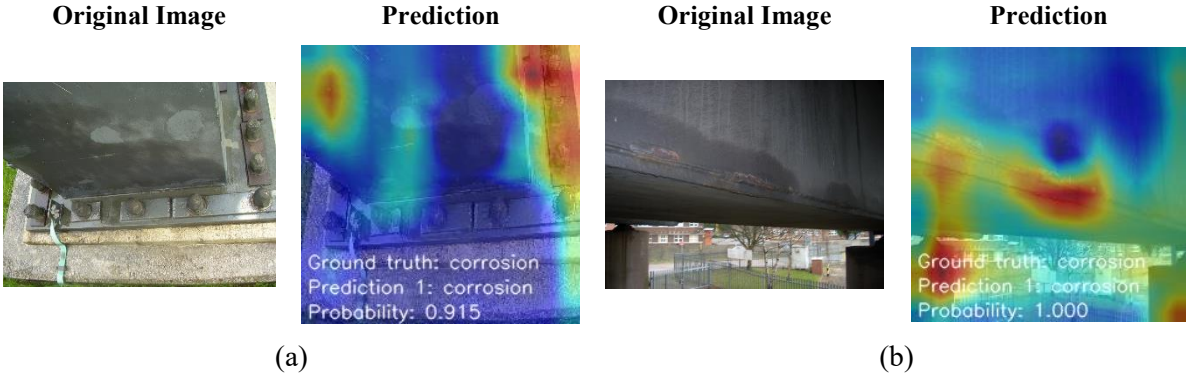 Original Image Prediction Original Image Prediction
Ground truth: corrosion
Prediction 1: corrosion
Probability: 0.915
Ground truth: corrosion
Prediction 1: corrosion
Probability: 1.000
(a) (b)